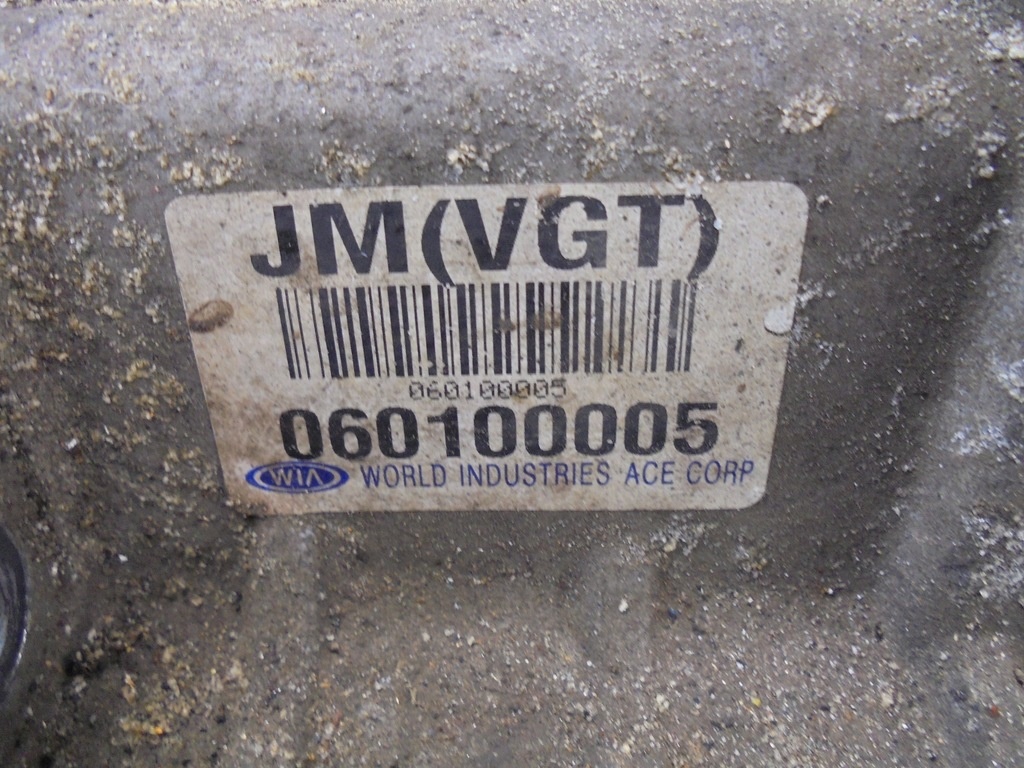 JM(VGT)
060100005
060100005
WIA WORLD INDUSTRIES ACE CORP